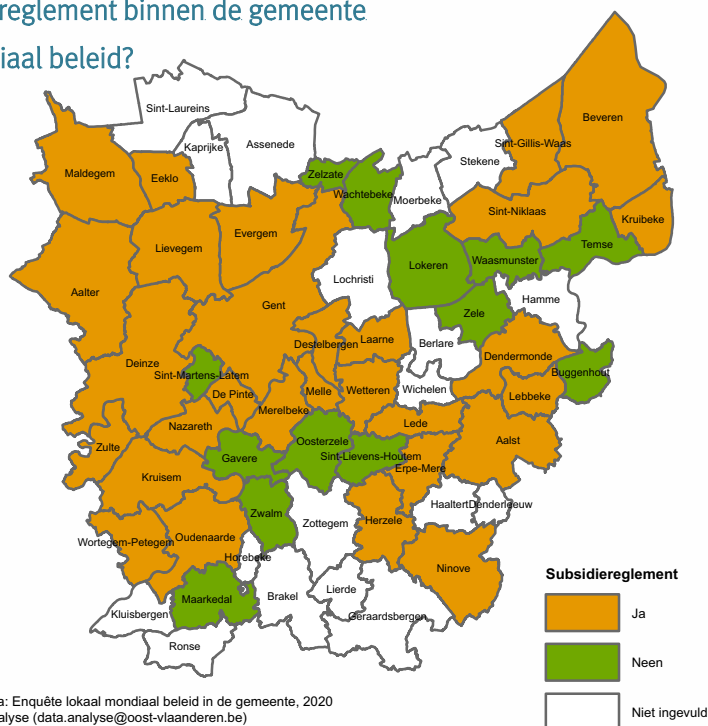 reglement binnen de gemeente
iaal beleid?
Beveren
Sint-Laureins
Sint-Gillis-Waas
Kaprijke
Assenede
Stekene
Maldegem
Eeklo
Zelzate
Wachtebeke
Moerbeke
Sint-Niklaas
Kruibeke
Evergem
Lievegem
Temse
Waasmunster
Lokeren
Lochristi
Aalter
Hamme
Gent
Zele
Destelbergen
Laarne
Berlare
Dendermonde
Deinze
Sint-Martens-Latem
Buggenhout
De Pinte
Melle
Wetteren
Wichelen
Lebbeke
Merelbeke
Nazareth
Lede
Aalst
Oosterzele
Zulte
Gavere
Sint-Lievens-Houtem
Erpe-Mere
Kruisem
Haaltert
Denderleeuw
Zwalm
Zottegem
Herzele
Oudenaarde
Wortegem-Petegem
Horebeke
Ninove
Subsidiereglement
Lierde
Brakel
Maarkedal
Ja
Kluisbergen
Geraardsbergen
Ronse
Neen
a: Enquête lokaal mondiaal beleid in de gemeente, 2020
Niet ingevuld
alyse (data.analyse@oost-vlaanderen.be)